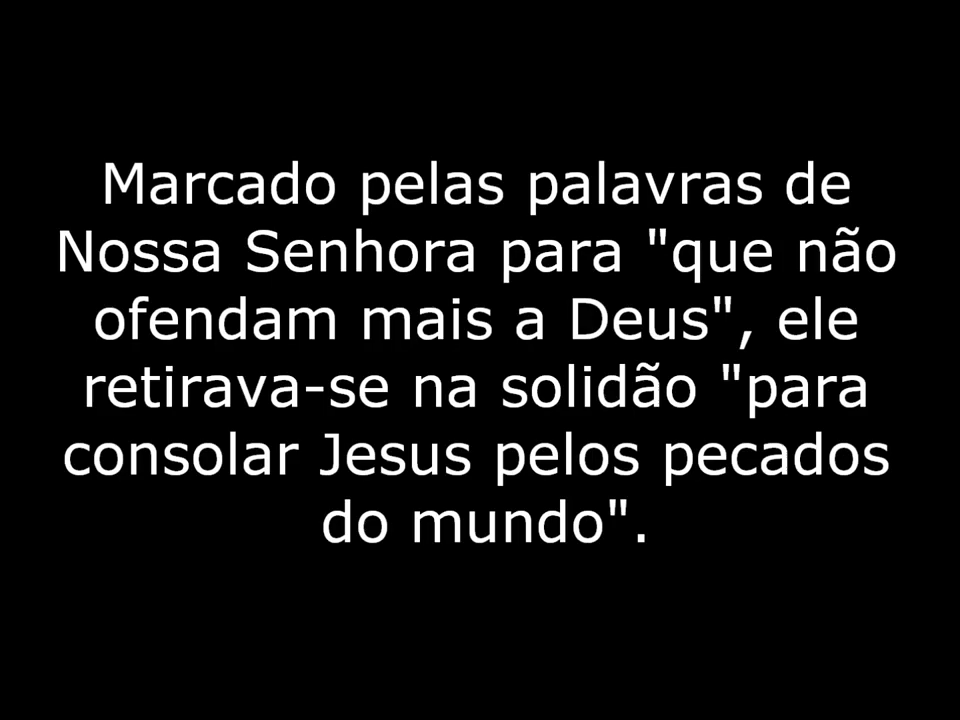 Marcado pelas palavras de
Nossa Senhora para "que não
ofendam mais a Deus", ele
retirava-se na solidão "para
consolar Jesus pelos pecados
do mundo".